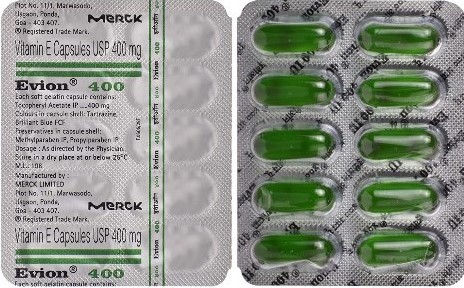 Plot No. 11/1, Marwasodo,
Usgaon, Ponda,
Goa - 403 407.
® Registered Trade Mark.
MERCK
Vitamin E Capsules USP 400 mg
Evion® 400
Each soft gelatin capsule contains:
Tocopheryl Acetate IP ....400 mg
Colours in capsule shell: Tartrazine,
Brilliant Blue FCF
Preservatives in capsule shell:
Methylparaben IP, Propylparaben IP
Dosage : As directed by the Physician.
Store in a dry place at or below 25°C
M.L.: 108
Manufactured by :
MERCK LIMITED
Plot No. 11/1, Marwasodo,
Usgaon, Ponda,
Goa - 403 407.
® Registered Trade Mark.
MERCK
Vitamin E Capsules USP 400 mg
Evion® 400
Each soft gelatin capsule contains:
Evion 400